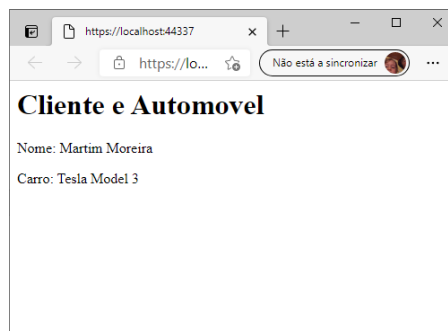 https://localhost:44337
https://lo...
Não está a sincronizar
Cliente e Automovel
Nome: Martim Moreira
Carro: Tesla Model 3